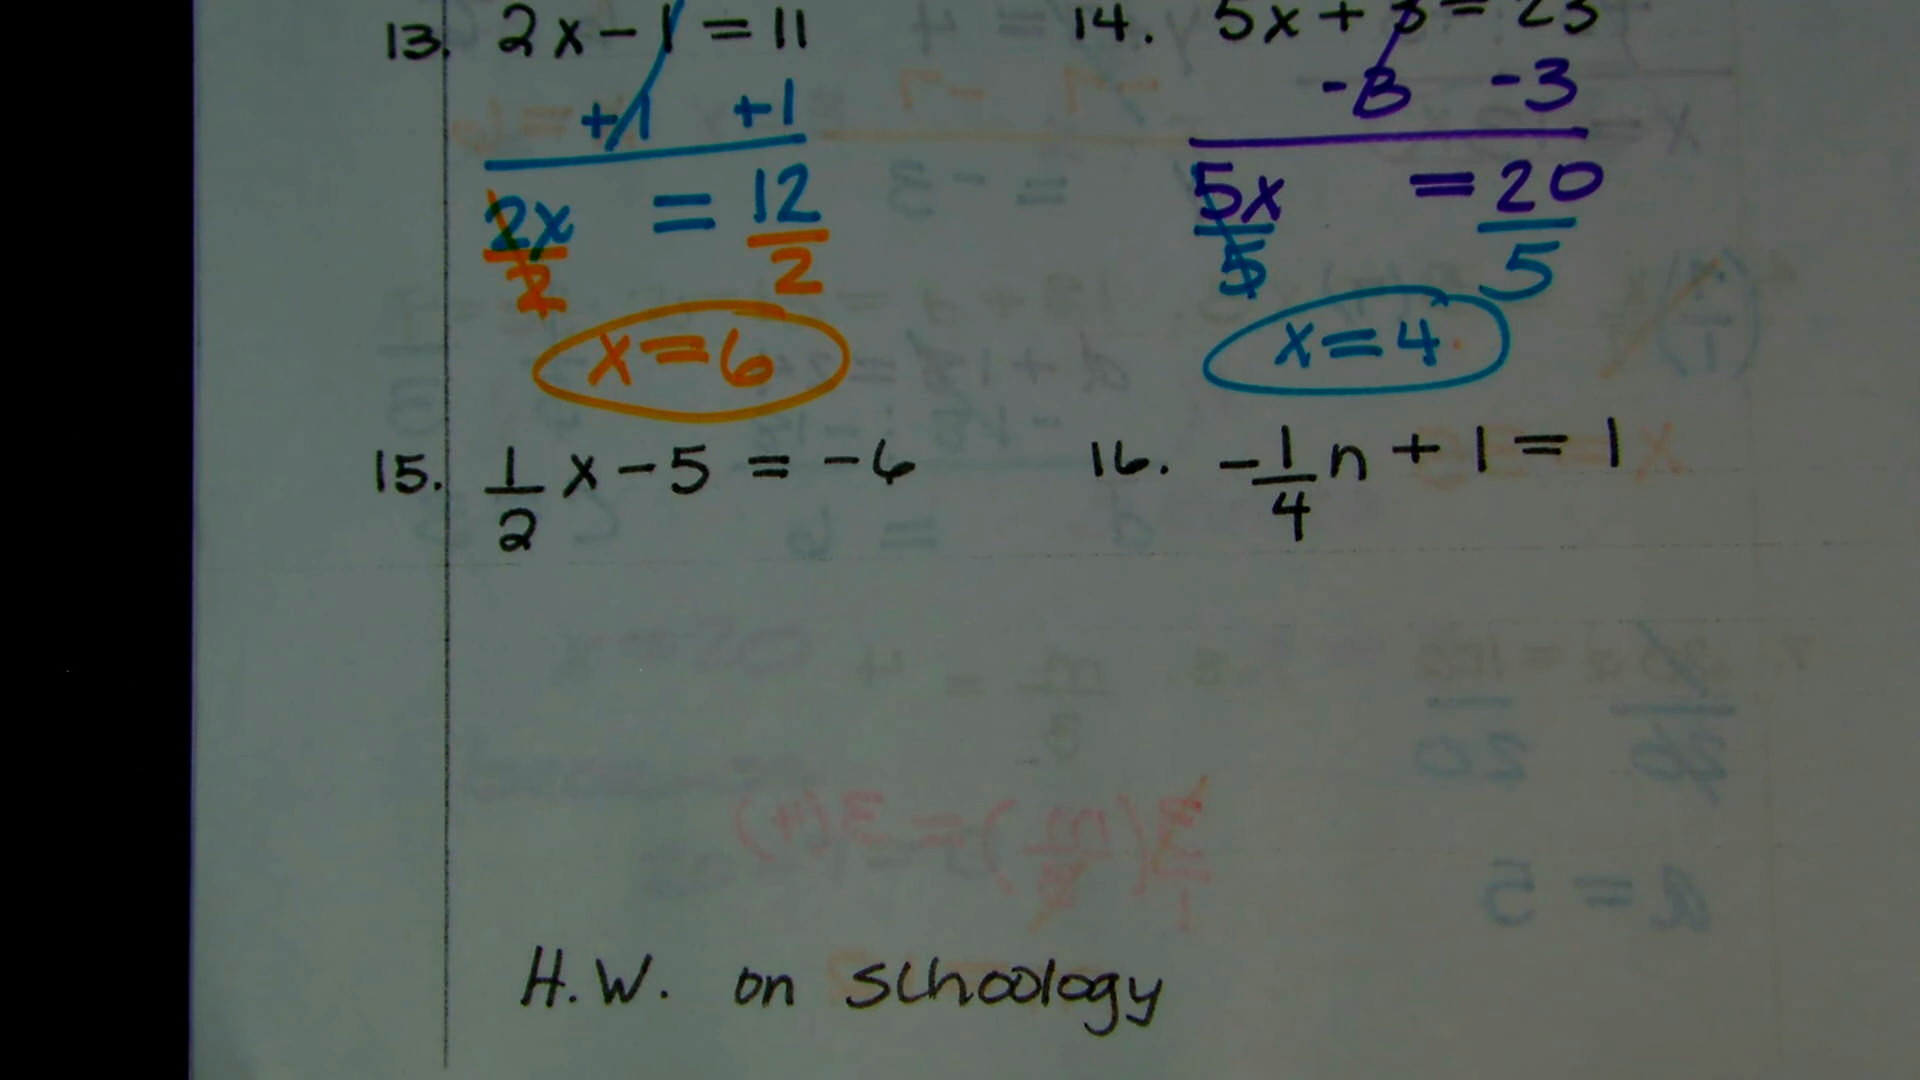 13. 2x - 1 = 11
+1 +1
2x = 12
2 2
x = 6
14. 5x + 3 = 23
-3 -3
5x = 20
5 5
x = 4
15. 1/2 x - 5 = -6
16. -1/4 n + 1 = 1
H.W. on schoology